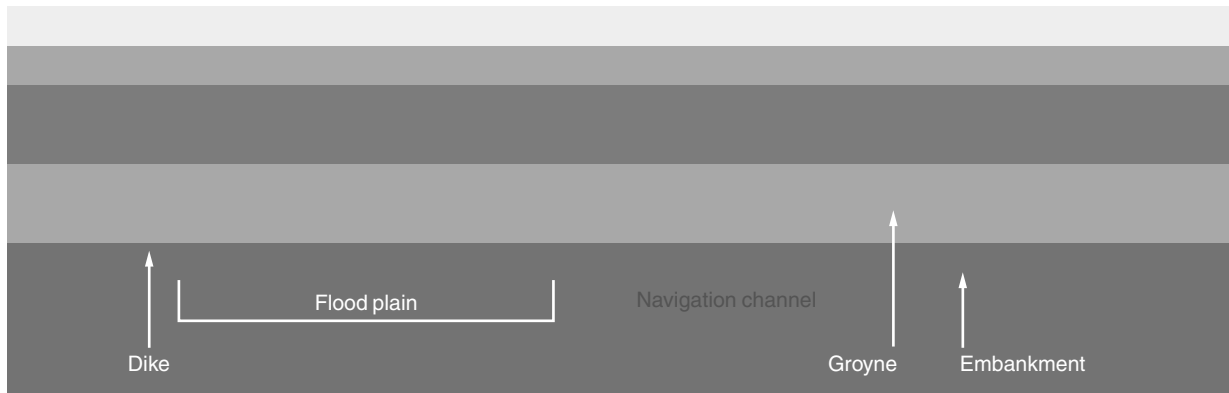 Flood plain
Navigation channel
Dike
Groyne
Embankment